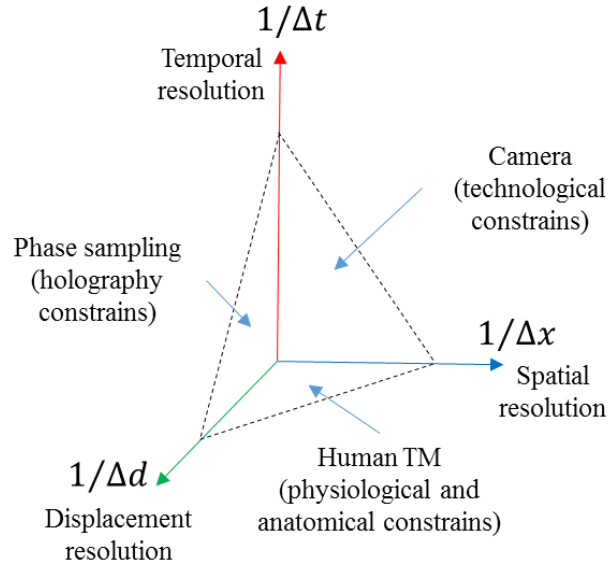 1/Δt
Temporal
resolution
Camera
(technological
constrains)
Phase sampling
(holography
constrains)
1/Δx
Spatial
resolution
Human TM
(physiological and
anatomical constrains)
1/Δd
Displacement
resolution